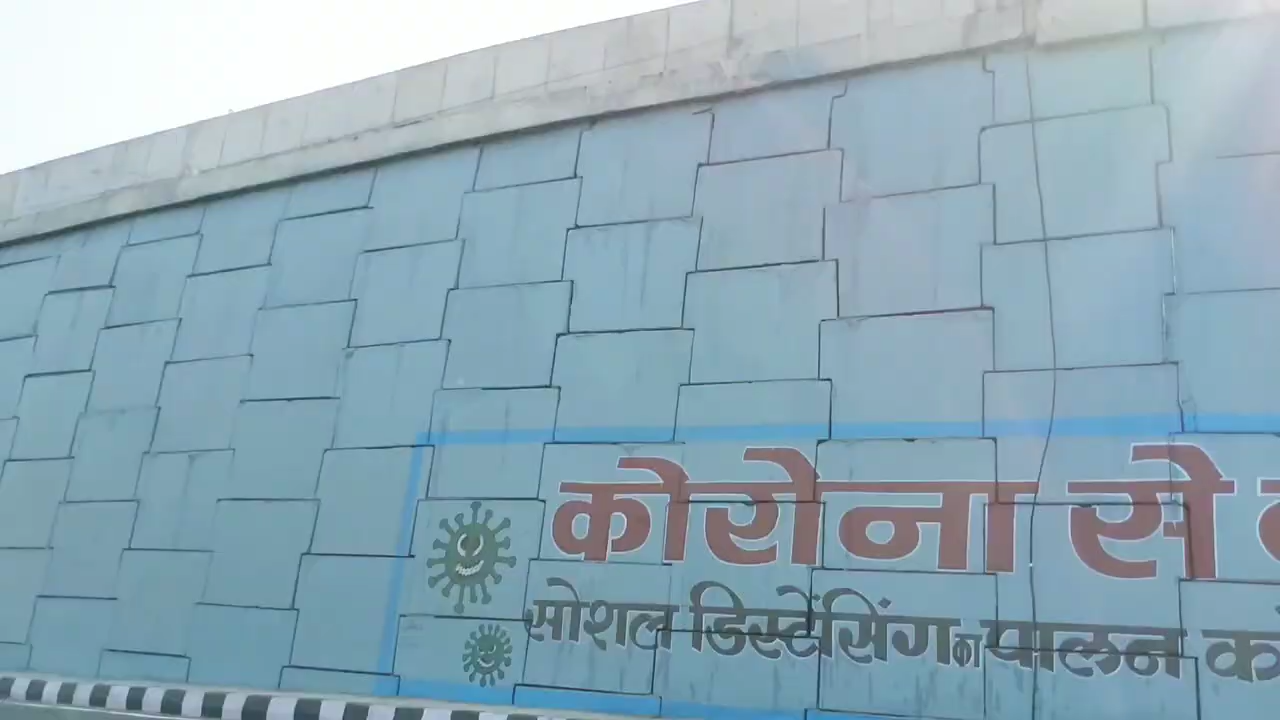 कोरोना से
सोशल डिस्टेंसिंग का पालन